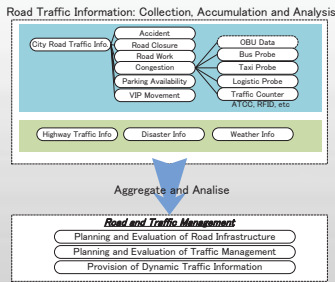 Road Traffic Information: Collection, Accumulation and Analysis
City Road Traffic Info.
Accident
Road Closure
Road Work
Congestion
Parking Availability
VIP Movement
OBU Data
Bus Probe
Taxi Probe
Logistic Probe
Traffic Counter
ATCC, RFID, etc
Highway Traffic Info
Disaster Info
Weather Info
Aggregate and Analise
Road and Traffic Management
Planning and Evaluation of Road Infrastructure
Planning and Evaluation of Traffic Management
Provision of Dynamic Traffic Information